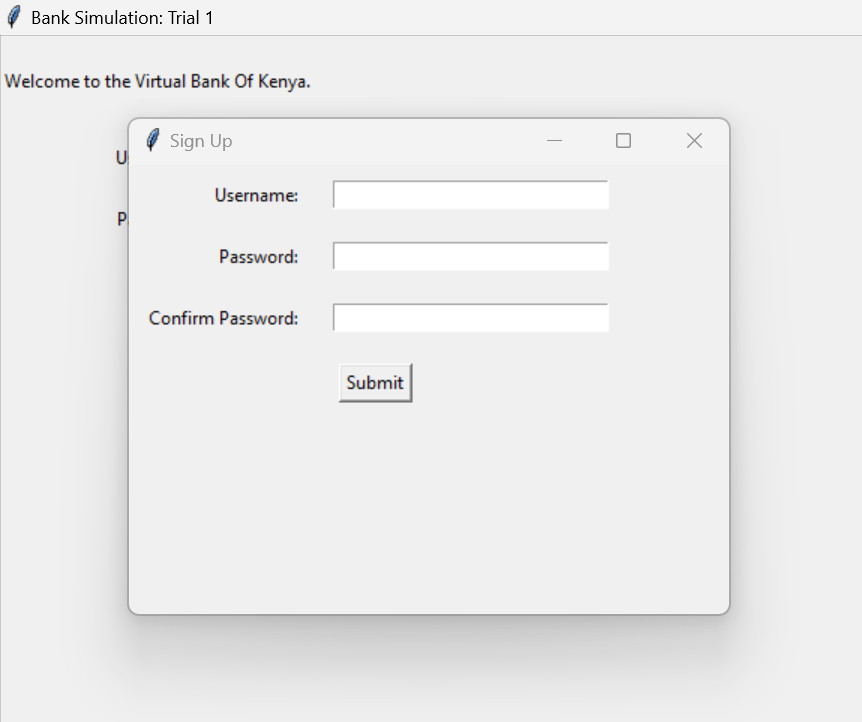 Bank Simulation: Trial 1
Welcome to the Virtual Bank Of Kenya.
Sign Up
Username:
Password:
Confirm Password:
Submit